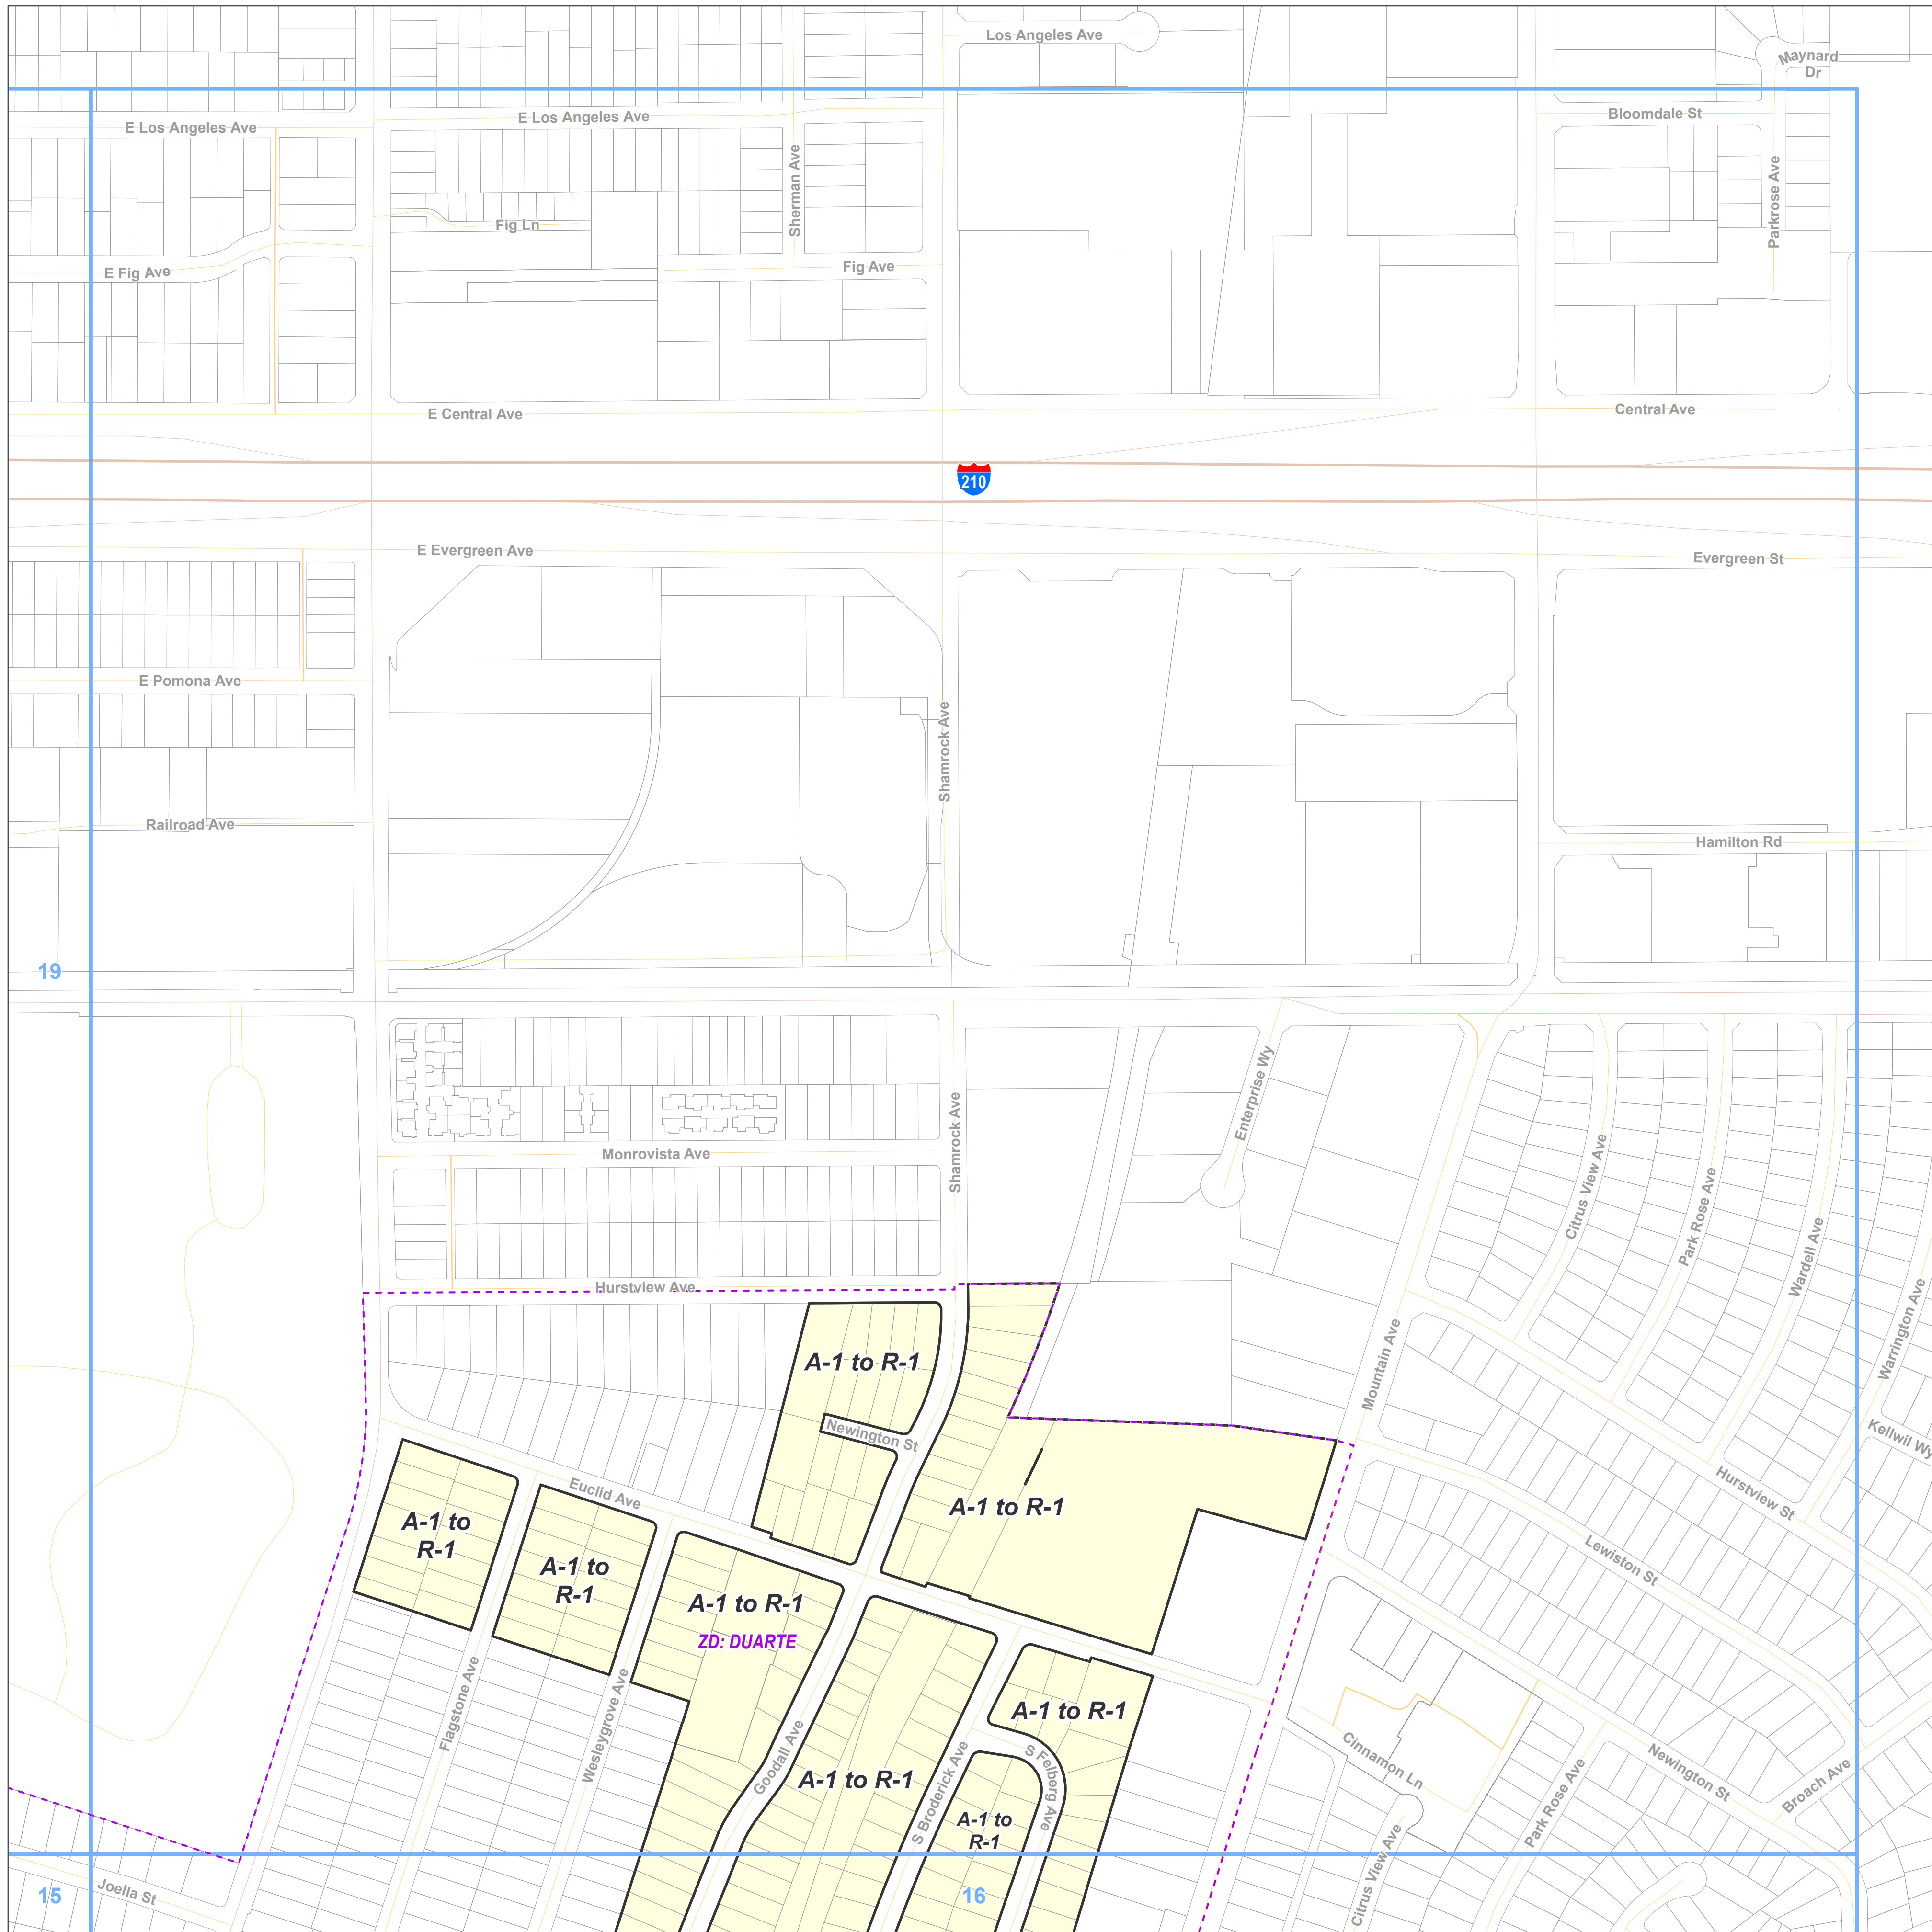 Los Angeles Ave
Maynard
Dr
E Los Angeles Ave
E Los Angeles Ave
Bloomdale St
Sherman Ave
Parkrose Ave
Fig Ln
E Fig Ave
Fig Ave
E Central Ave
Central Ave
210
E Evergreen Ave
Evergreen St
E Pomona Ave
Shamrock Ave
Railroad Ave
Hamilton Rd
19
Enterprise Wy
Shamrock Ave
Monrovista Ave
Citrus View Ave
Park Rose Ave
Wardell Ave
Warrington Ave
Hurstview Ave
Mountain Ave
A-1 to R-1
Newington St
Kellwil Wy
Euclid Ave
Hurstview St
A-1 to R-1
A-1 to
R-1
A-1 to
R-1
Lewiston St
A-1 to R-1
ZD: DUARTE
Flagstone Ave
Wesleygrove Ave
A-1 to R-1
Goodall Ave
A-1 to R-1
S Broderick Ave
S Felberg Ave
Cinnamon Ln
Newington St
Park Rose Ave
Broach Ave
A-1 to
R-1
Citrus View Ave
Joella St
15
16